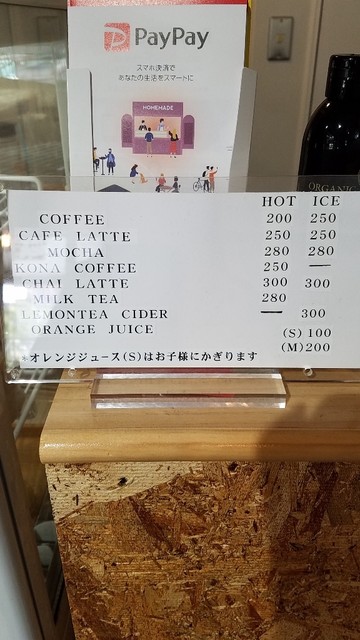 PayPay
スマホ決済で
あなたの生活をスマートに
HOMEMADE
ORGANIC
HOT ICE
COFFEE 200 250
CAFE LATTE 250 250
MOCHA 280 280
KONA COFFEE 250 —
CHAI LATTE 300 300
MILK TEA 280
LEMONTEA CIDER — 300
ORANGE JUICE (S) 100
(M) 200
*オレンジジュース(S)はお子様にかぎります